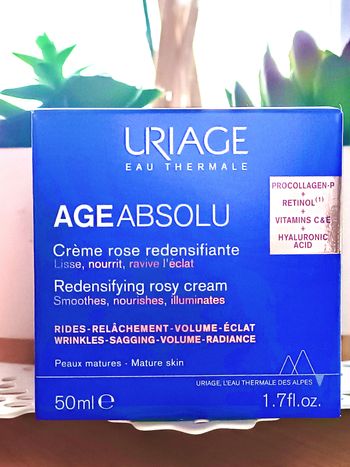 URIAGE
EAU THERMALE
AGE ABSOLU
PROCOLLAGEN-P
+
RETINOL(1)
+
VITAMINS C&E
+
HYALURONIC
ACID
Crème rose redensifiante
Lisse, nourrit, ravive l'éclat
Redensifying rosy cream
Smoothes, nourishes, illuminates
RIDES-RELÂCHEMENT-VOLUME-ÉCLAT
WRINKLES-SAGGING-VOLUME-RADIANCE
Peaux matures - Mature skin
URIAGE, L'EAU THERMALE DES ALPES
50ml e 1.7fl.oz.